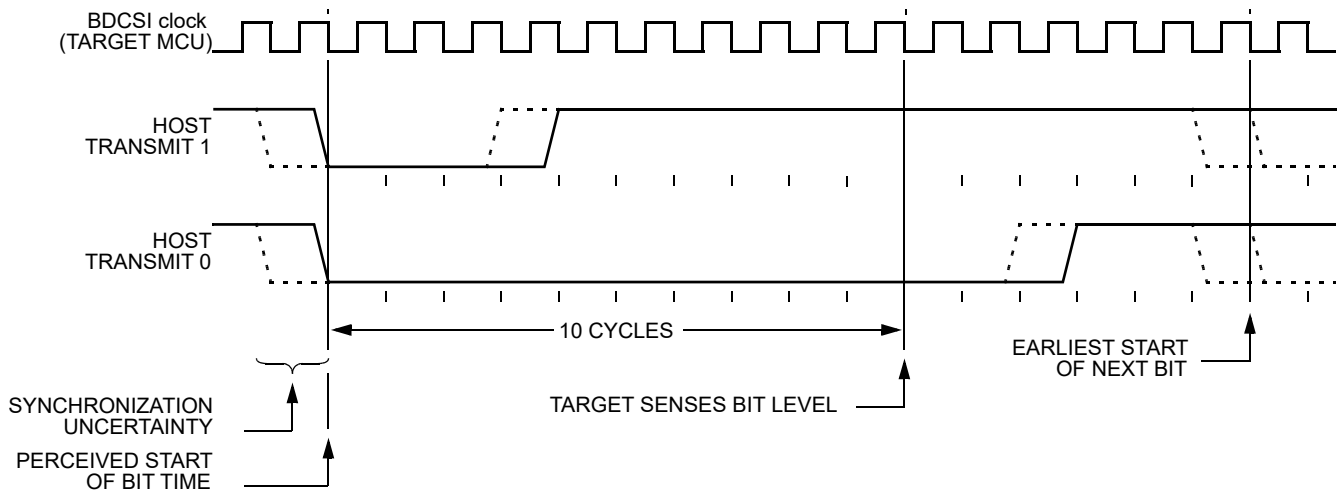 BDCSI clock
(TARGET MCU)
HOST
TRANSMIT 1
HOST
TRANSMIT 0
10 CYCLES
EARLIEST START
OF NEXT BIT
TARGET SENSES BIT LEVEL
SYNCHRONIZATION
UNCERTAINTY
PERCEIVED START
OF BIT TIME